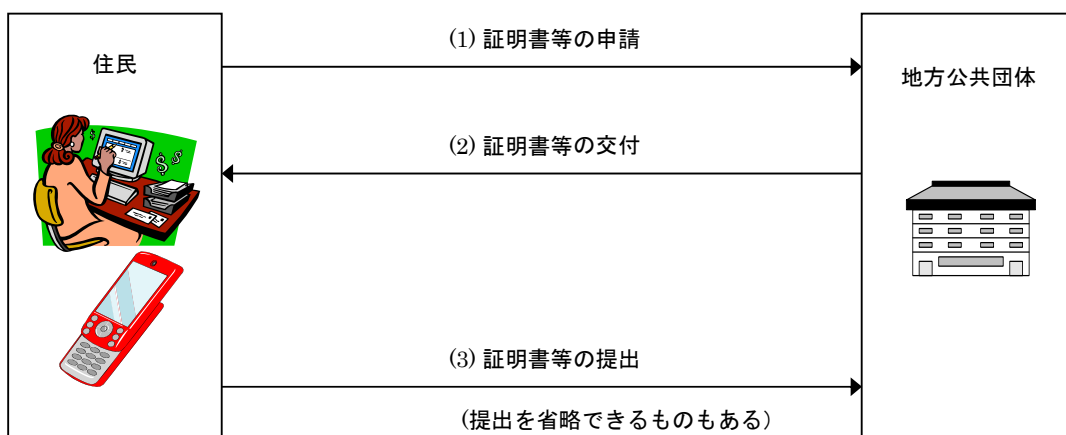 住民
(1) 証明書等の申請
地方公共団体
(2) 証明書等の交付
(3) 証明書等の提出
(提出を省略できるものもある)